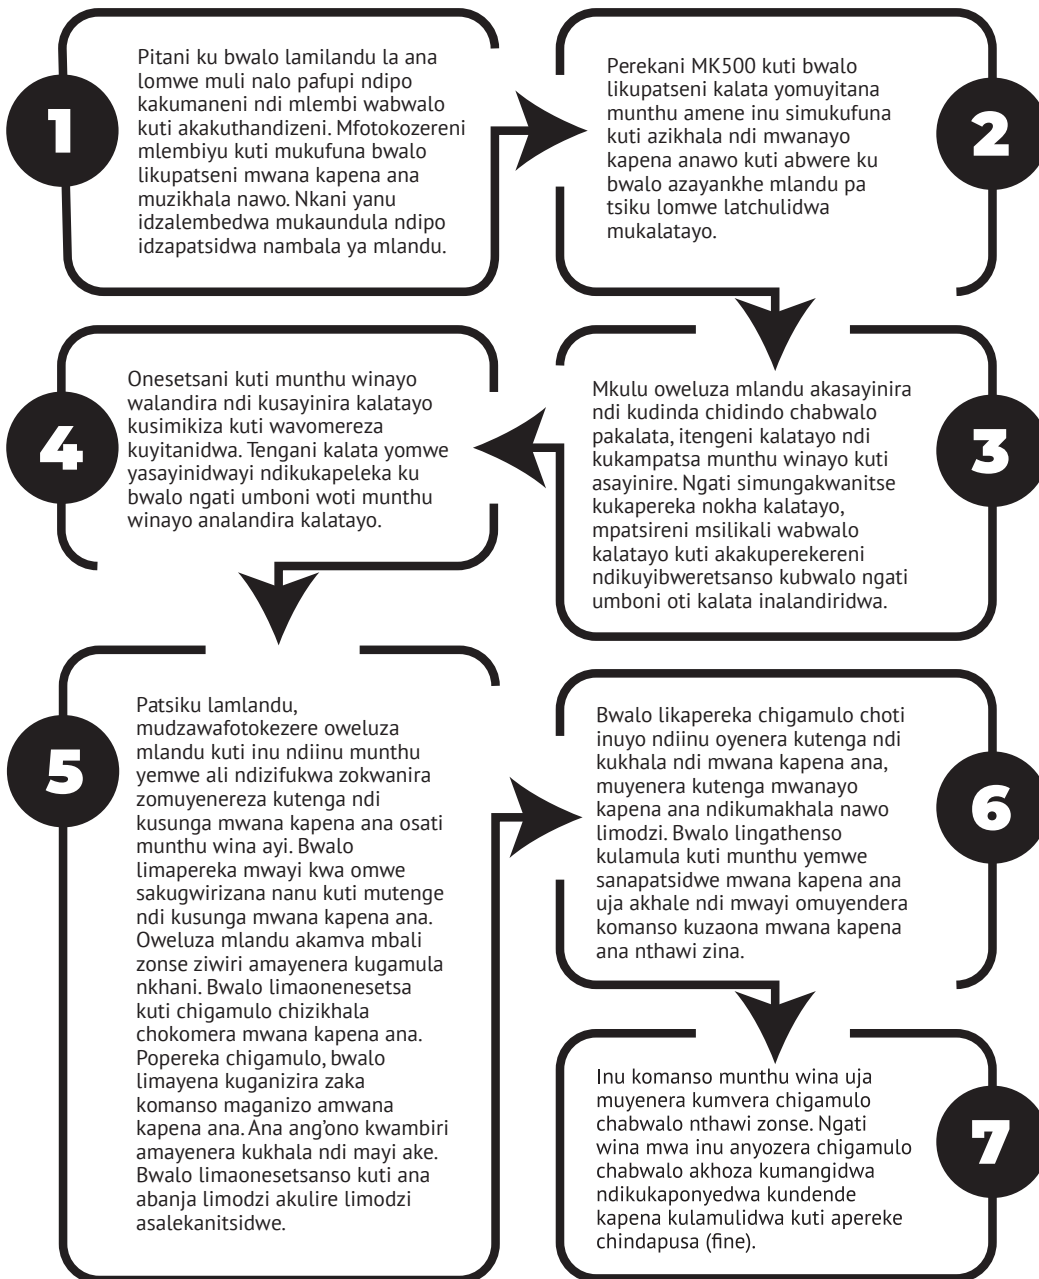 1
Pitani ku bwalo lamilandu la ana
lomwe muli nalo pafupi ndipo
kakumaneni ndi mlembi wabwalo
kuti akakuthandizeni. Mfotokozereni
mlembiyu kuti mukufuna bwalo
likupatseni mwana kapena ana
muzikhala nawo. Nkani yanu
idzalembedwa mukaundula ndipo
idzapatsidwa nambala ya mlandu.
2
Perekani MK500 kuti bwalo
likupatseni kalata yomuyitana
munthu amene inu simukufuna
kuti azikhala ndi mwanayo
kapena anawo kuti abwere ku
bwalo azayankhe mlandu pa
tsiku lomwe latchulidwa
mukalatayo.
3
Mkulu oweluza mlandu akasayinira
ndi kudinda chidindo chabwalo
pakalata, itengeni kalatayo ndi
kukampatsa munthu winayo kuti
asayinire. Ngati simungakwanitse
kukapereka nokha kalatayo,
mpatsireni msilikali wabwalo
kalatayo kuti akakuperekereni
ndikuyibweretsanso kubwalo ngati
umboni oti kalata inalandiridwa.
4
Onesetsani kuti munthu winayo
walandira ndi kusayinira kalatayo
kusimikiza kuti wavomereza
kuyitanidwa. Tengani kalata yomwe
yasayinidwayi ndikukapeleka ku
bwalo ngati umboni woti munthu
winayo analandira kalatayo.
5
Patsiku lamlandu,
mudzawafotokezere oweluza
mlandu kuti inu ndiinu munthu
yemwe ali ndizifukwa zokwanira
zomuyenereza kutenga ndi
kusunga mwana kapena ana osati
munthu wina ayi. Bwalo
limapereka mwayi kwa omwe
sakugwirizana nanu kuti mutenge
ndi kusunga mwana kapena ana.
Oweluza mlandu akamva mbali
zonse ziwiri amayenera kugamula
nkhani. Bwalo limaonenesetsa
kuti chigamulo chizikhala
chokomera mwana kapena ana.
Popereka chigamulo, bwalo
limayena kuganizira zaka
komanso maganizo amwana
kapena ana. Ana ang’ono kwambiri
amayenera kukhala ndi mayi ake.
Bwalo limaonesetsanso kuti ana
abanja limodzi akulire limodzi
asalekanitsidwe.
6
Bwalo likapereka chigamulo choti
inuyo ndiinu oyenera kutenga ndi
kukhala ndi mwana kapena ana,
muyenera kutenga mwanayo
kapena ana ndikumakhala nawo
limodzi. Bwalo lingathenso
kulamula kuti munthu yemwe
sanapatsidwe mwana kapena ana
uja akhale ndi mwayi omuyendera
komanso kuzaona mwana kapena
ana nthawi zina.
7
Inu komanso munthu wina uja
muyenera kumvera chigamulo
chabwalo nthawi zonse. Ngati
wina mwa inu anyozera chigamulo
chabwalo akhoza kumangidwa
ndikukaponyedwa kundende
kapena kulamulidwa kuti apereke
chindapusa (fine).